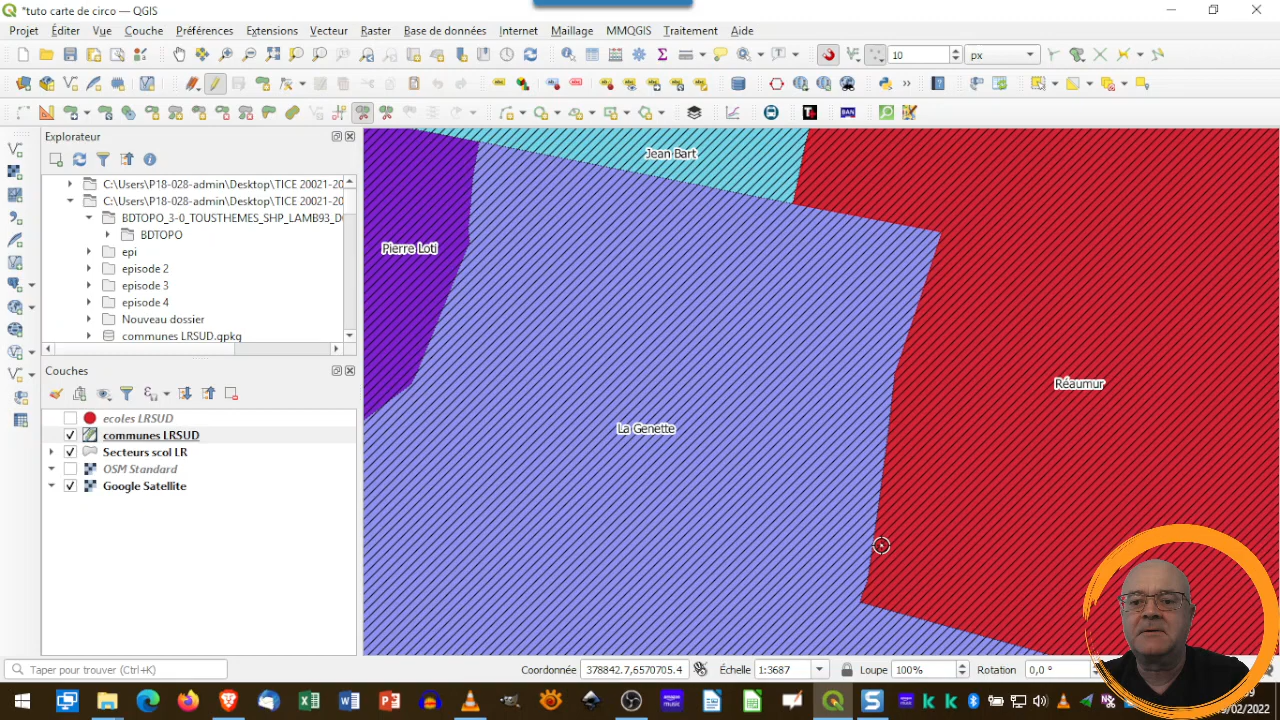 *tuto carte de circo — QGIS
Projet Éditer Vue Couche Préférences Extensions Vecteur Raster Base de données Internet Maillage MMQGIS Traitement Aide
10 px
BAN
Explorateur
C:\Users\P18-028-admin\Desktop\TICE 20021-20
C:\Users\P18-028-admin\Desktop\TICE 20021-20
BDTOPO_3-0_TOUSTHEMES_SHP_LAMB93_D
BDTOPO
epi
episode 2
episode 3
episode 4
Nouveau dossier
communes LRSUD.gpkg
Couches
ecoles LRSUD
communes LRSUD
Secteurs scol LR
OSM Standard
Google Satellite
Jean Bart
Pierre Loti
Réaumur
La Genette
Taper pour trouver (Ctrl+K)
Coordonnée 378842.7,6570705.4
Échelle 1:3687
Loupe 100%
Rotation 0,0 °